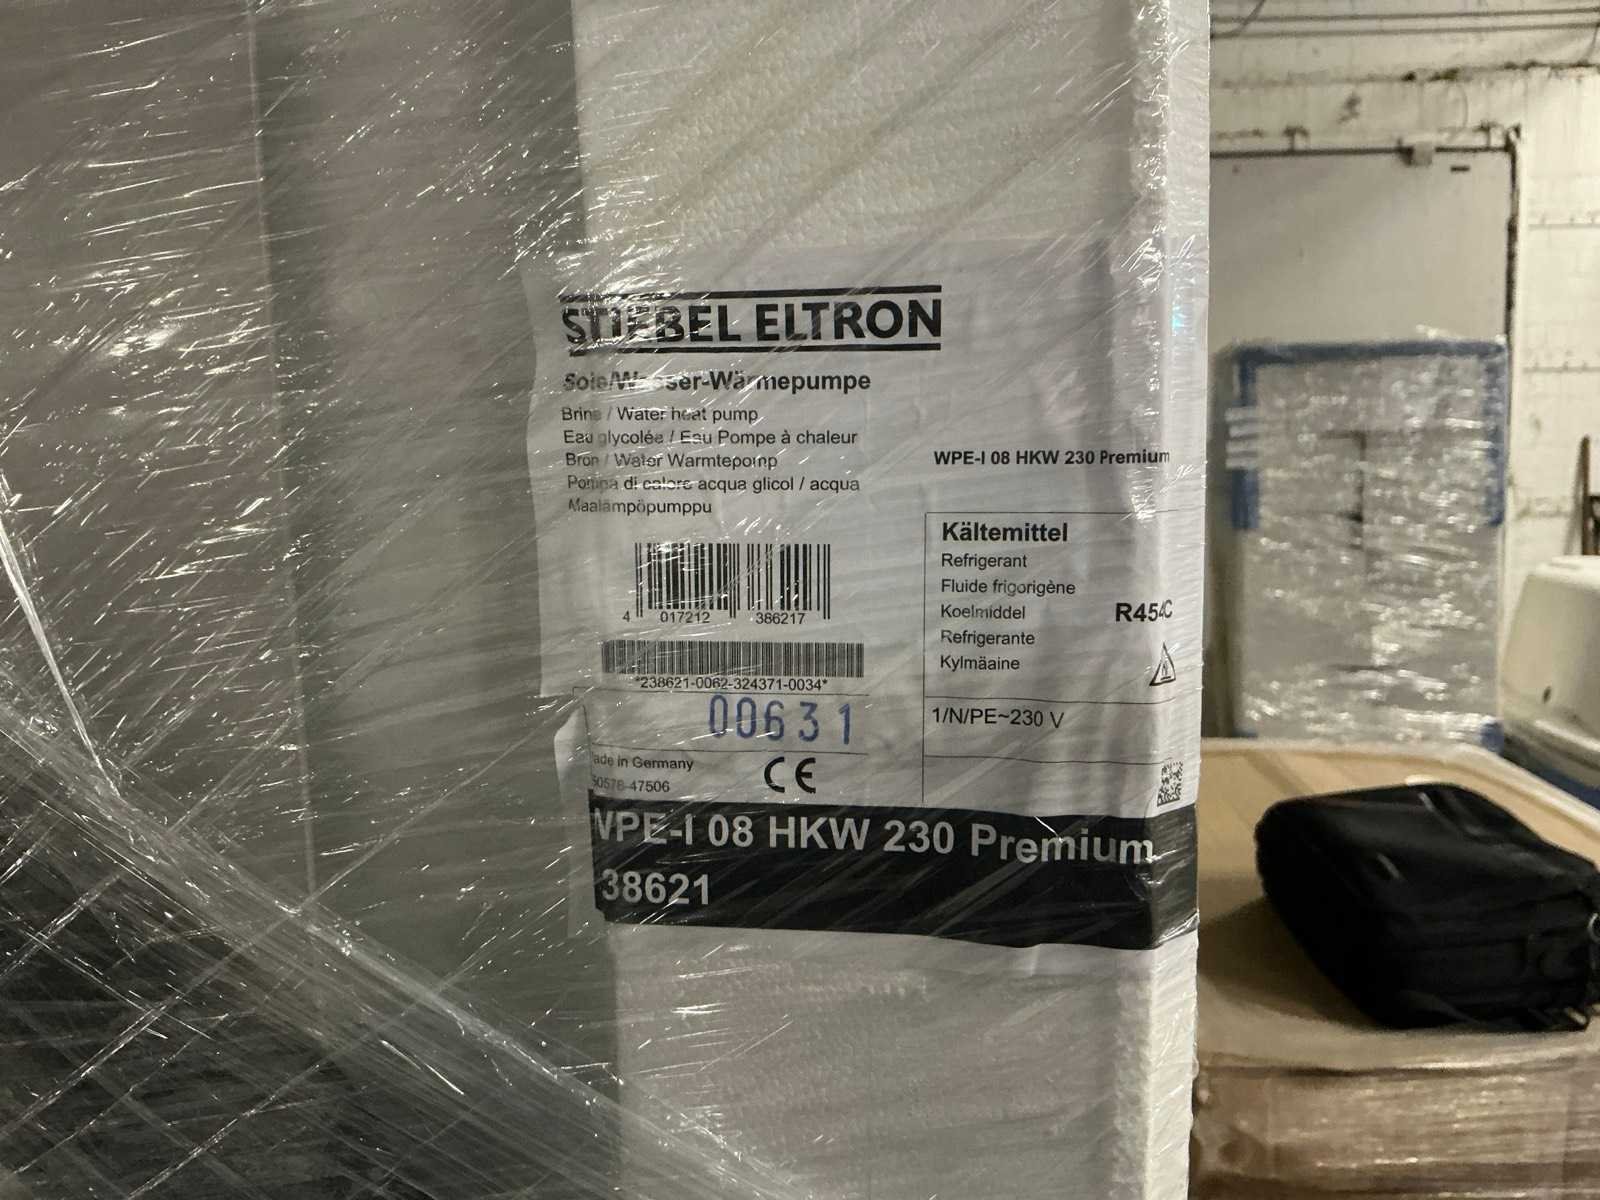 STIEBEL ELTRON
Sole/Wasser-Wärmepumpe
Brine / Water heat pump
Eau glycolée / Eau Pompe à chaleur
Bron / Water Warmtepomp
Pompa di calore acqua glicol / acqua
Maalämpöpumppu
WPE-I 08 HKW 230 Premium
Kältemittel
Refrigerant
Fluide frigorigène
Koelmiddel
Refrigerante
Kylmäaine
R454C
4 017212 386217
*238621-0062-324371-0034*
00631
1/N/PE~230 V
ade in Germany
CE
-47506
WPE-I 08 HKW 230 Premium
38621